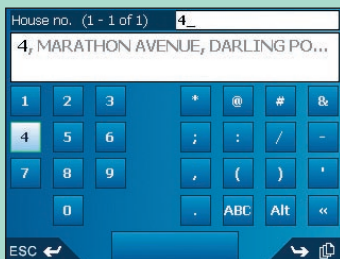 House no. (1 - 1 of 1) 4_
4, MARATHON AVENUE, DARLING PO...
1 2 3 * @ # &
4 5 6 ; : / -
7 8 9 , ( ) '
0 . ABC Alt «
ESC